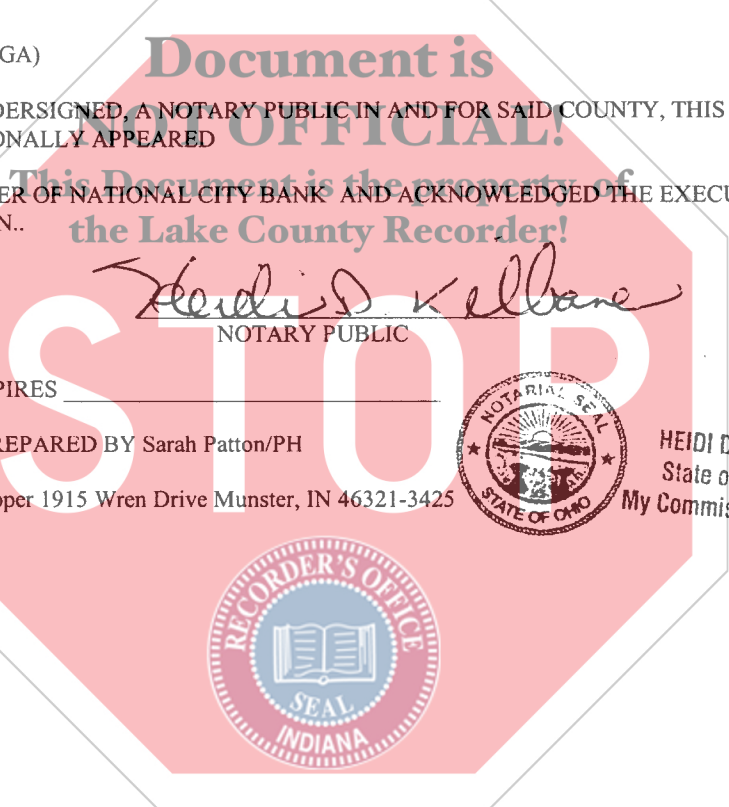 GA)
Document is
DERSIGNED, A NOTARY PUBLIC IN AND FOR SAID COUNTY, THIS
NOT OFFICIAL!
ONALLY APPEARED
This Document is the property of
ER OF NATIONAL CITY BANK AND ACKNOWLEDGED THE EXECU
N..
the Lake County Recorder!
Heidi D Kilbane
NOTARY PUBLIC
STOP
PIRES
REPARED BY Sarah Patton/PH
NOTARIAL SEAL
STATE OF OHIO
HEIDI D
State o
pper 1915 Wren Drive Munster, IN 46321-3425
My Commis
RECORDER'S OFFICE
SEAL
INDIANA